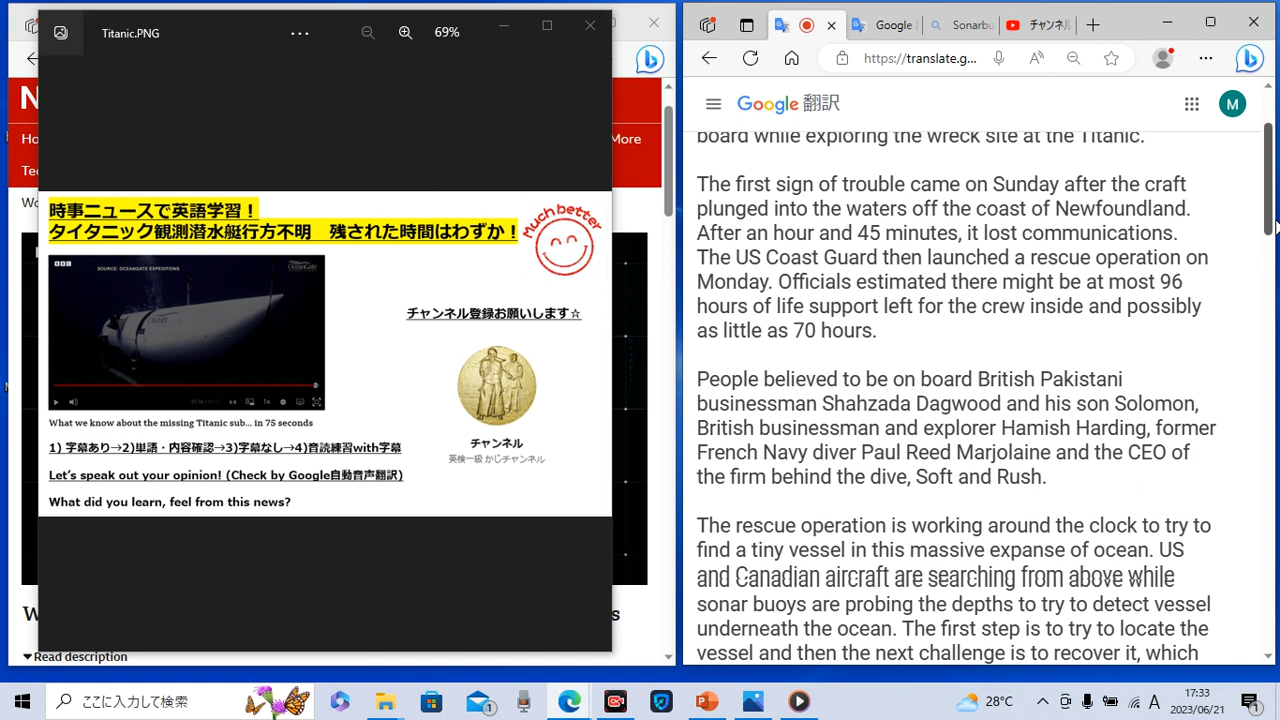 Titanic.PNG
69%
N
Ho
More
Tec
Wo
時事ニュースで英語学習！
タイタニック観測潜水艇行方不明　残された時間はわずか！
Much better
BBC
SOURCE: OCEANGATE EXPEDITIONS
OceanGate
チャンネル登録お願いします☆
What we know about the missing Titanic sub... in 75 seconds
チャンネル
英検一級 かじチャンネル
1) 字幕あり→2)単語・内容確認→3)字幕なし→4)音読練習with字幕
Let's speak out your opinion! (Check by Google自動音声翻訳)
What did you learn, feel from this news?
W
s
Read description
Google
Sonarbu
チャンネル
https://translate.g...
Google 翻訳
M
board while exploring the wreck site at the Titanic.
The first sign of trouble came on Sunday after the craft
plunged into the waters off the coast of Newfoundland.
After an hour and 45 minutes, it lost communications.
The US Coast Guard then launched a rescue operation on
Monday. Officials estimated there might be at most 96
hours of life support left for the crew inside and possibly
as little as 70 hours.
People believed to be on board British Pakistani
businessman Shahzada Dagwood and his son Solomon,
British businessman and explorer Hamish Harding, former
French Navy diver Paul Reed Marjolaine and the CEO of
the firm behind the dive, Soft and Rush.
The rescue operation is working around the clock to try to
find a tiny vessel in this massive expanse of ocean. US
and Canadian aircraft are searching from above while
sonar buoys are probing the depths to try to detect vessel
underneath the ocean. The first step is to try to locate the
vessel and then the next challenge is to recover it, which
ここに入力して検索
28°C
A
17:33
2023/06/21